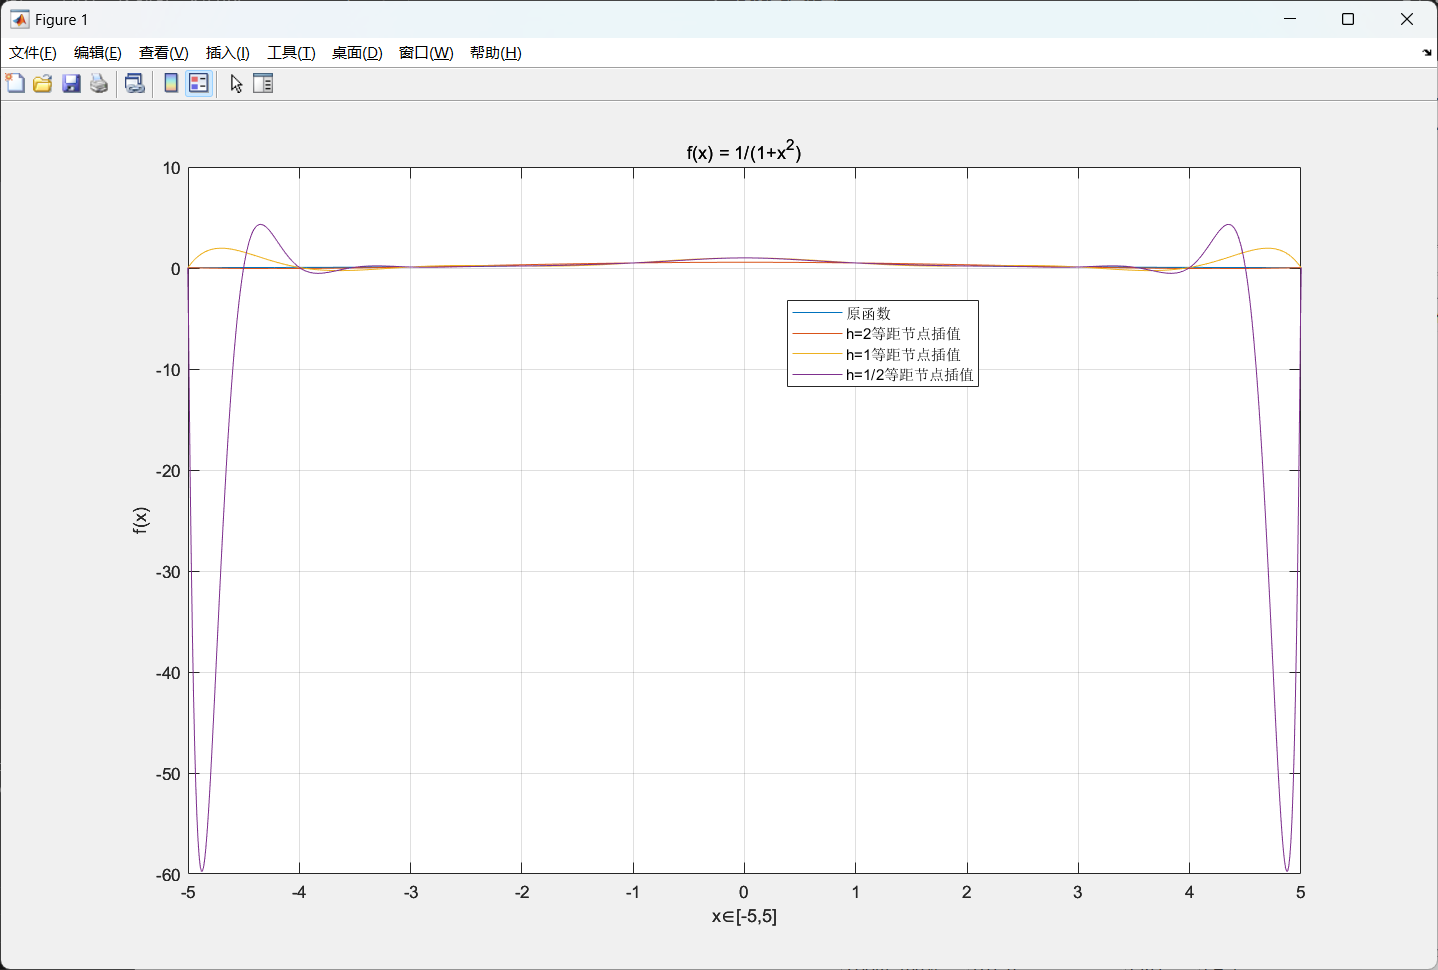 Figure 1
文件(F) 编辑(E) 查看(V) 插入(I) 工具(T) 桌面(D) 窗口(W) 帮助(H)
f(x) = 1/(1+x²)
10
0
-10
-20
-30
-40
-50
-60
f(x)
原函数
h=2等距节点插值
h=1等距节点插值
h=1/2等距节点插值
-5 -4 -3 -2 -1 0 1 2 3 4 5
x∈[-5,5]